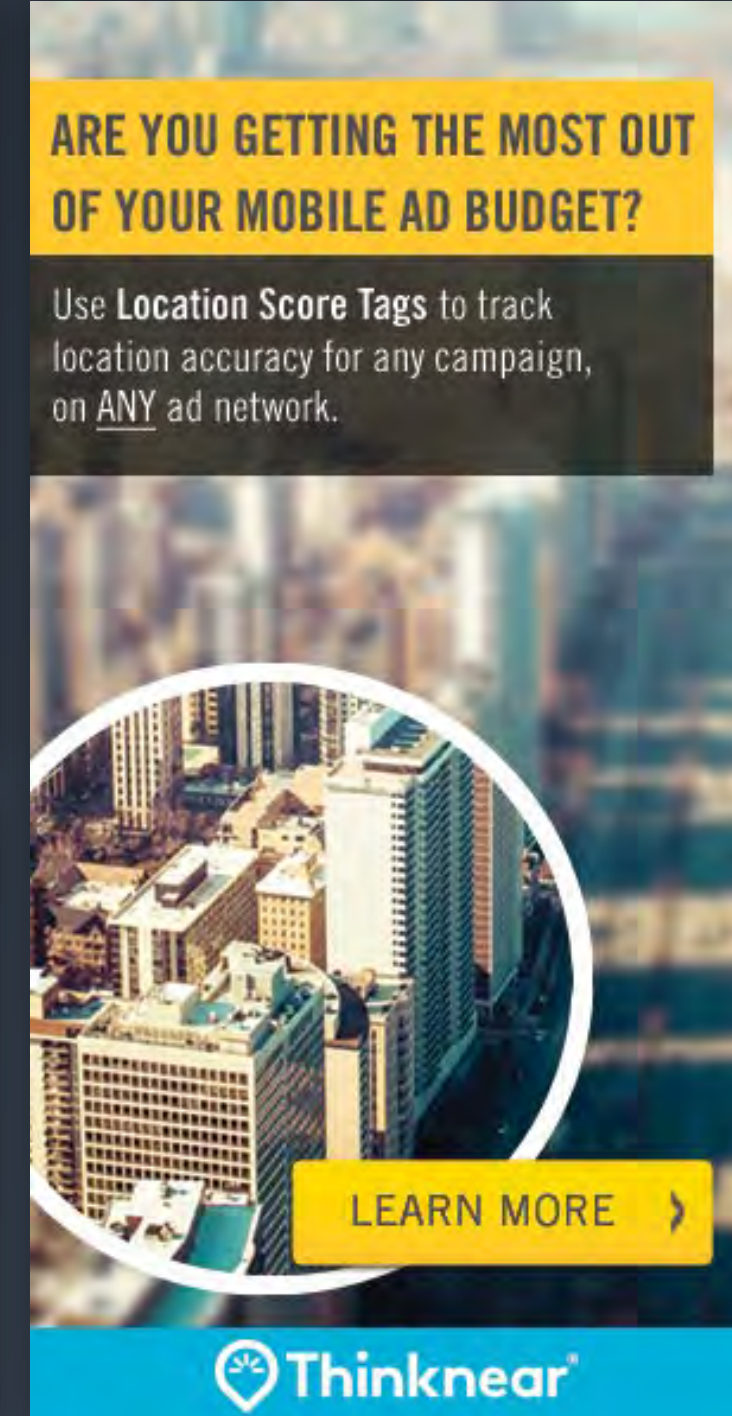 ARE YOU GETTING THE MOST OUT
OF YOUR MOBILE AD BUDGET?
Use Location Score Tags to track
location accuracy for any campaign,
on ANY ad network.
LEARN MORE
Thinknear®